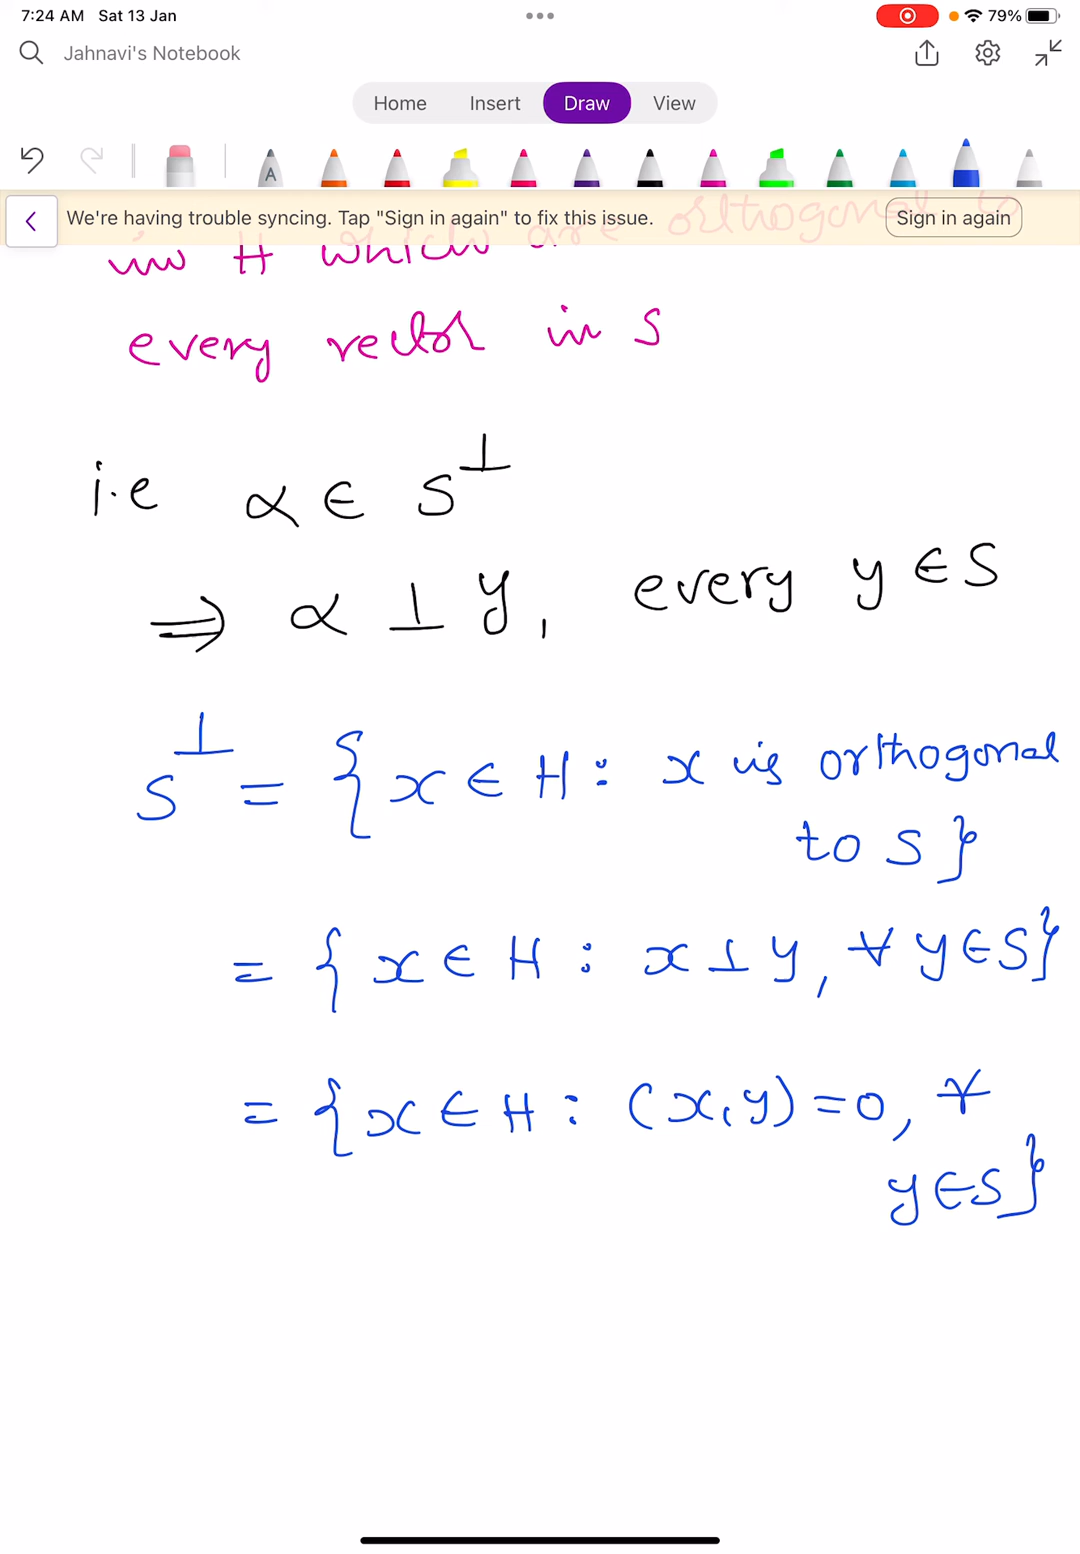 7:24 AM Sat 13 Jan
79%
Jahnavi's Notebook
Home Insert Draw View
A
We're having trouble syncing. Tap "Sign in again" to fix this issue. Sign in again
orthogonal to
in H which are
every vector in S
i.e α ∈ S^⊥
⇒ α ⊥ y, every y ∈ S
S^⊥ = { x ∈ H : x is orthogonal
to S }
= { x ∈ H : x ⊥ y, ∀ y ∈ S }
= { x ∈ H : (x, y) = 0, ∀
y ∈ S }